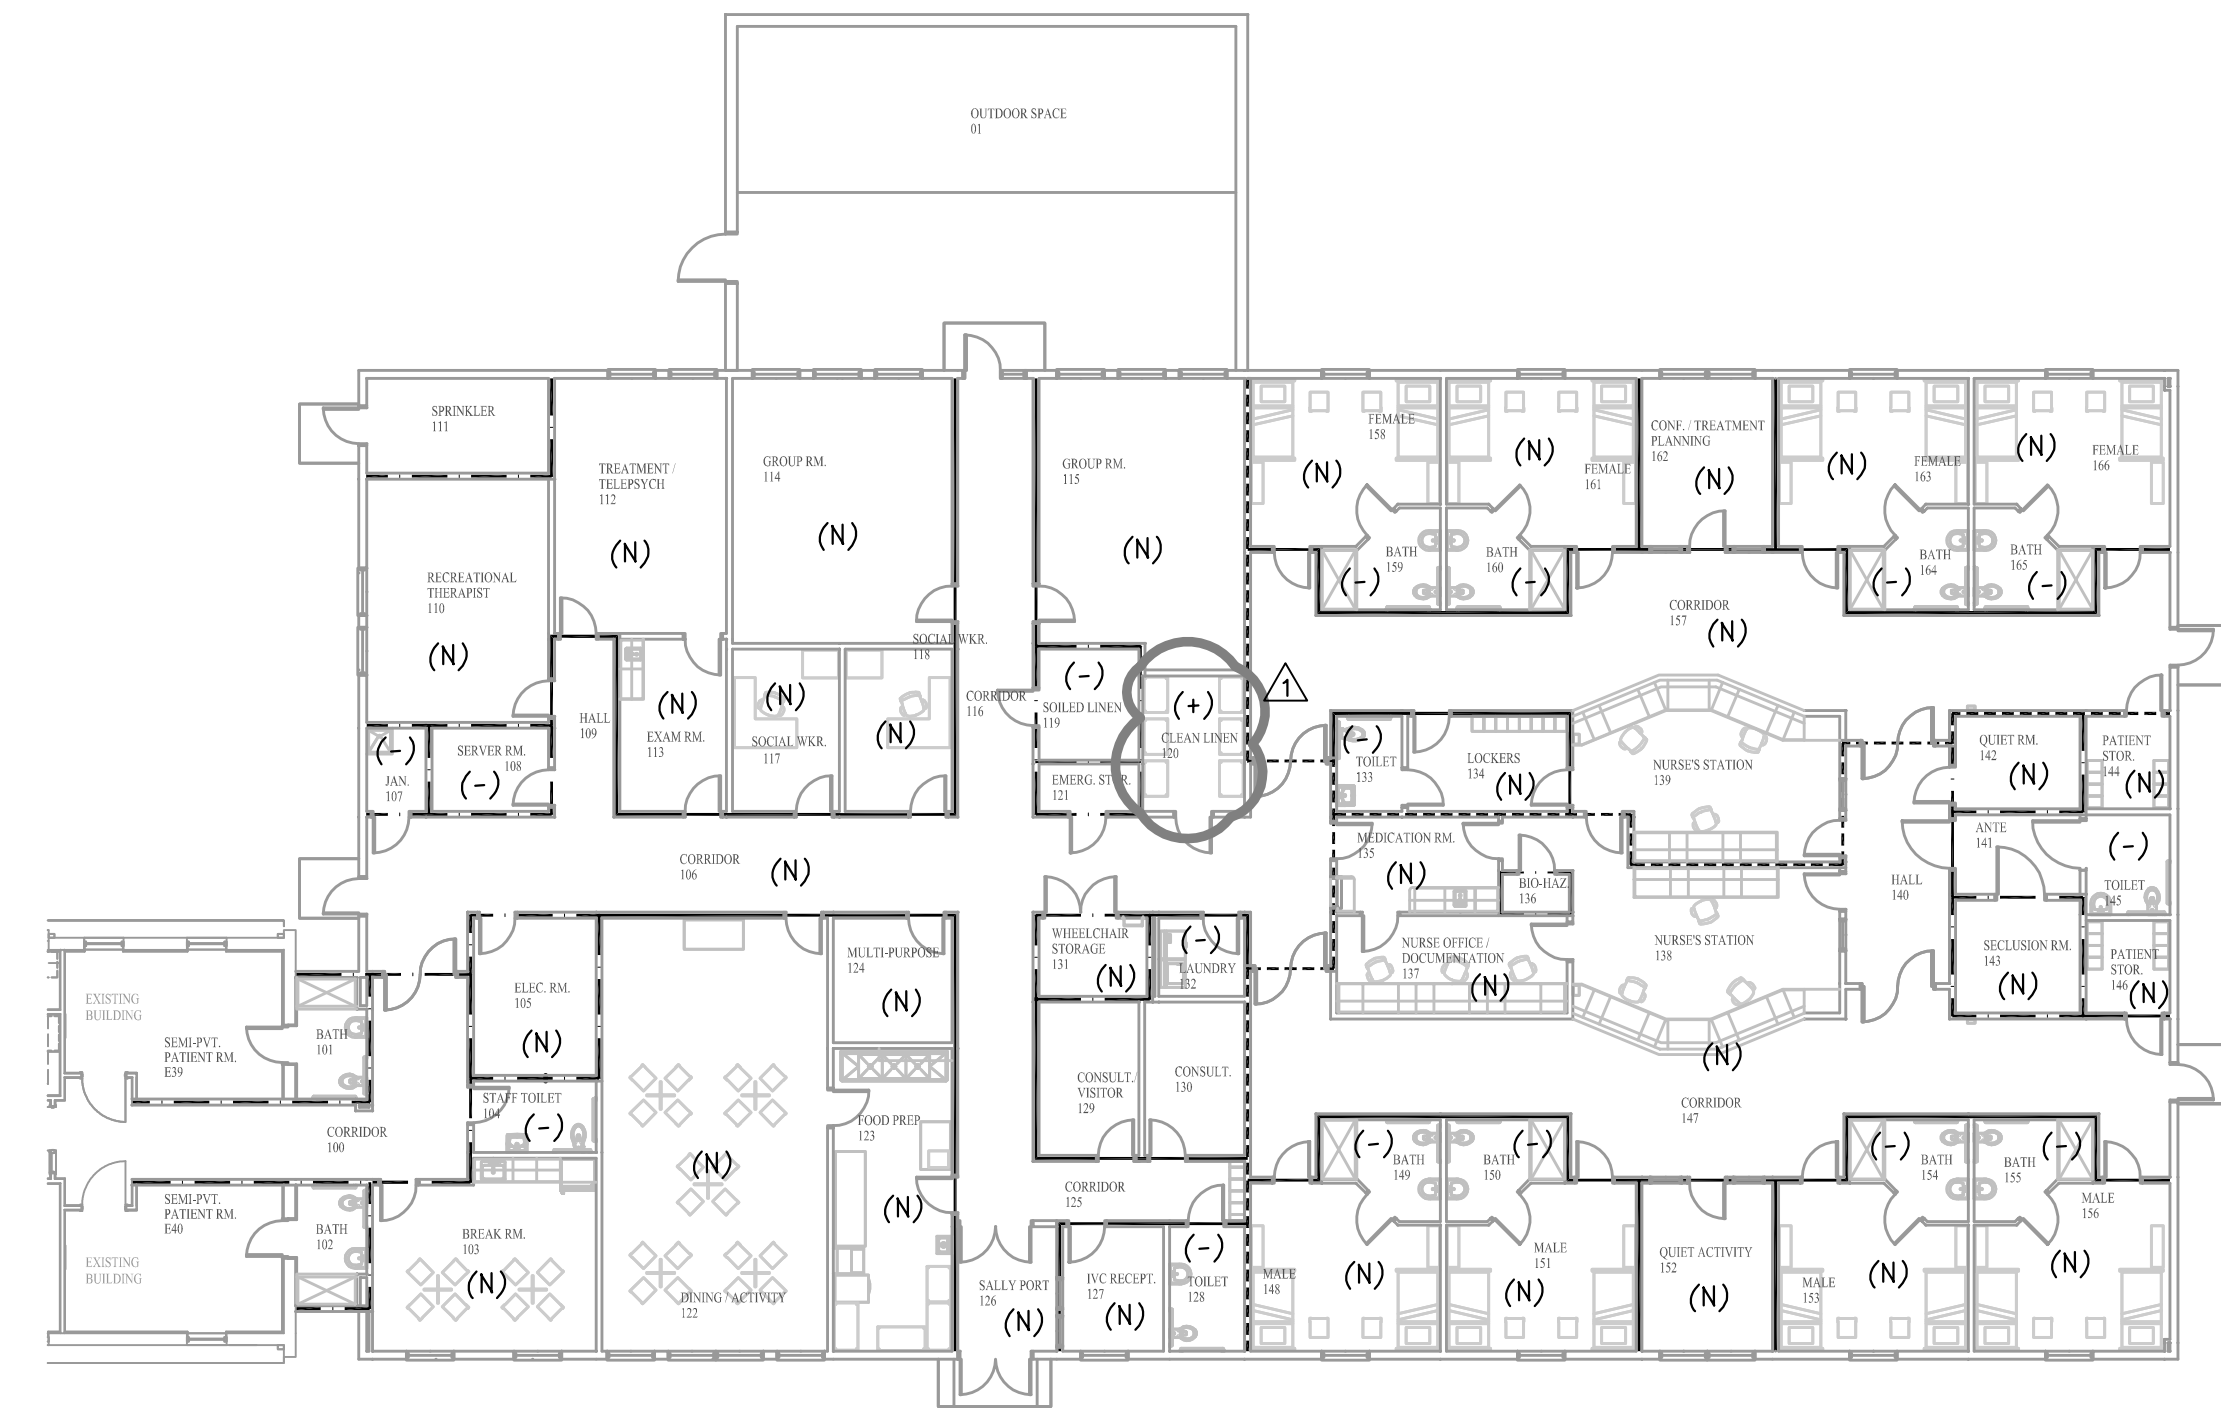 OUTDOOR SPACE
01
SPRINKLER
111
TREATMENT /
TELEPSYCH
112
(N)
GROUP RM.
114
(N)
GROUP RM.
115
(N)
FEMALE
158
(N)
(N)
FEMALE
161
CONF. / TREATMENT
PLANNING
162
(N)
(N)
FEMALE
163
(N)
FEMALE
166
BATH
159
(-)
BATH
160
(-)
BATH
164
(-)
BATH
165
(-)
RECREATIONAL
THERAPIST
110
(N)
CORRIDOR
157
(N)
SOCIAL WKR.
118
(N)
(-)
JAN.
107
SERVER RM.
108
(-)
HALL
109
(N)
EXAM RM.
113
(N)
SOCIAL WKR.
117
CORRIDOR
116
(-)
SOILED LINEN
119
EMERG. STOR.
121
(+)
CLEAN LINEN
120
1
(-)
TOILET
133
LOCKERS
134
(N)
NURSE'S STATION
139
QUIET RM.
142
(N)
PATIENT
STOR.
144
(N)
ANTE
141
(-)
TOILET
145
HALL
140
MEDICATION RM.
135
(N)
BIO-HAZ.
136
CORRIDOR
106
(N)
NURSE OFFICE /
DOCUMENTATION
137
(N)
NURSE'S STATION
138
SECLUSION RM.
143
(N)
PATIENT
STOR.
146
(N)
WHEELCHAIR
STORAGE
131
(N)
(-)
LAUNDRY
132
MULTI-PURPOSE
124
(N)
ELEC. RM.
105
(N)
EXISTING
BUILDING
SEMI-PVT.
PATIENT RM.
E39
BATH
101
STAFF TOILET
104
(-)
CORRIDOR
100
FOOD PREP
123
(N)
CONSULT./
VISITOR
129
CONSULT.
130
(N)
CORRIDOR
147
(-)
BATH
149
BATH
150
(-)
(-)
BATH
154
BATH
155
(-)
SEMI-PVT.
PATIENT RM.
E40
EXISTING
BUILDING
BATH
102
BREAK RM.
103
(N)
(N)
DINING / ACTIVITY
122
CORRIDOR
125
SALLY PORT
126
(N)
IVC RECEPT.
127
(N)
(-)
TOILET
128
MALE
148
(N)
MALE
151
(N)
QUIET ACTIVITY
152
(N)
MALE
153
(N)
MALE
156
(N)